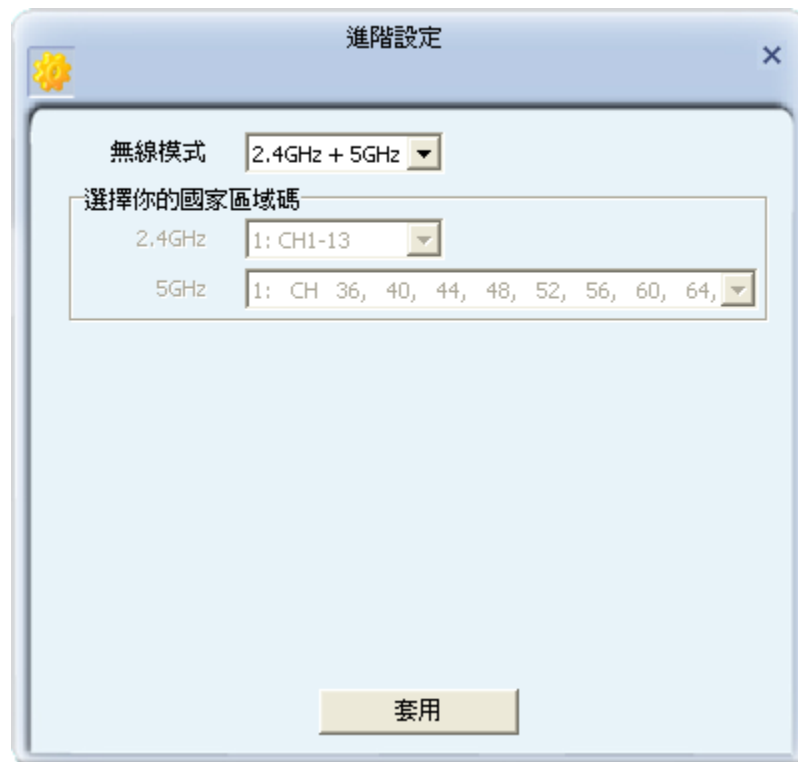 進階設定
無線模式 2.4GHz + 5GHz
選擇你的國家區域碼
2.4GHz 1: CH1-13
5GHz 1: CH 36, 40, 44, 48, 52, 56, 60, 64,
套用